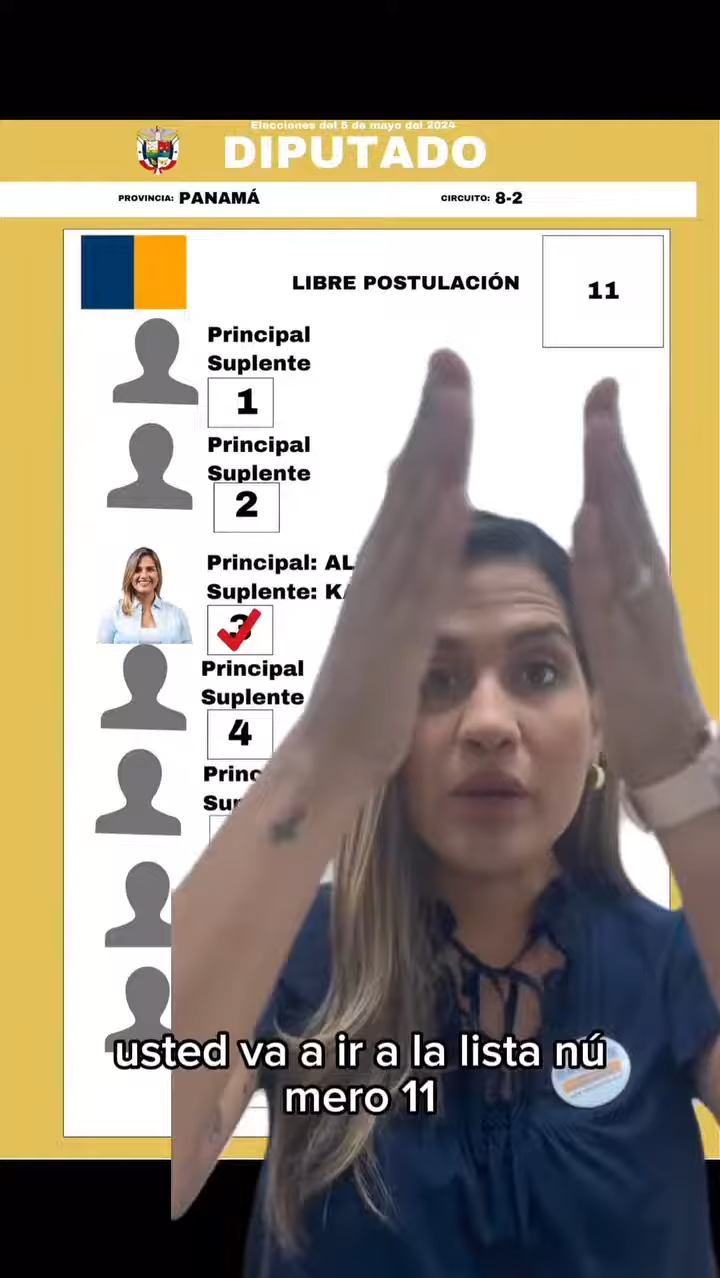 Elecciones del 5 de mayo del 2024
DIPUTADO
PROVINCIA: PANAMÁ
CIRCUITO: 8-2
LIBRE POSTULACIÓN
11
Principal
Suplente
1
Principal
Suplente
2
Principal:
Suplente:
3
Principal
Suplente
4
usted va a ir a la lista nú
mero 11